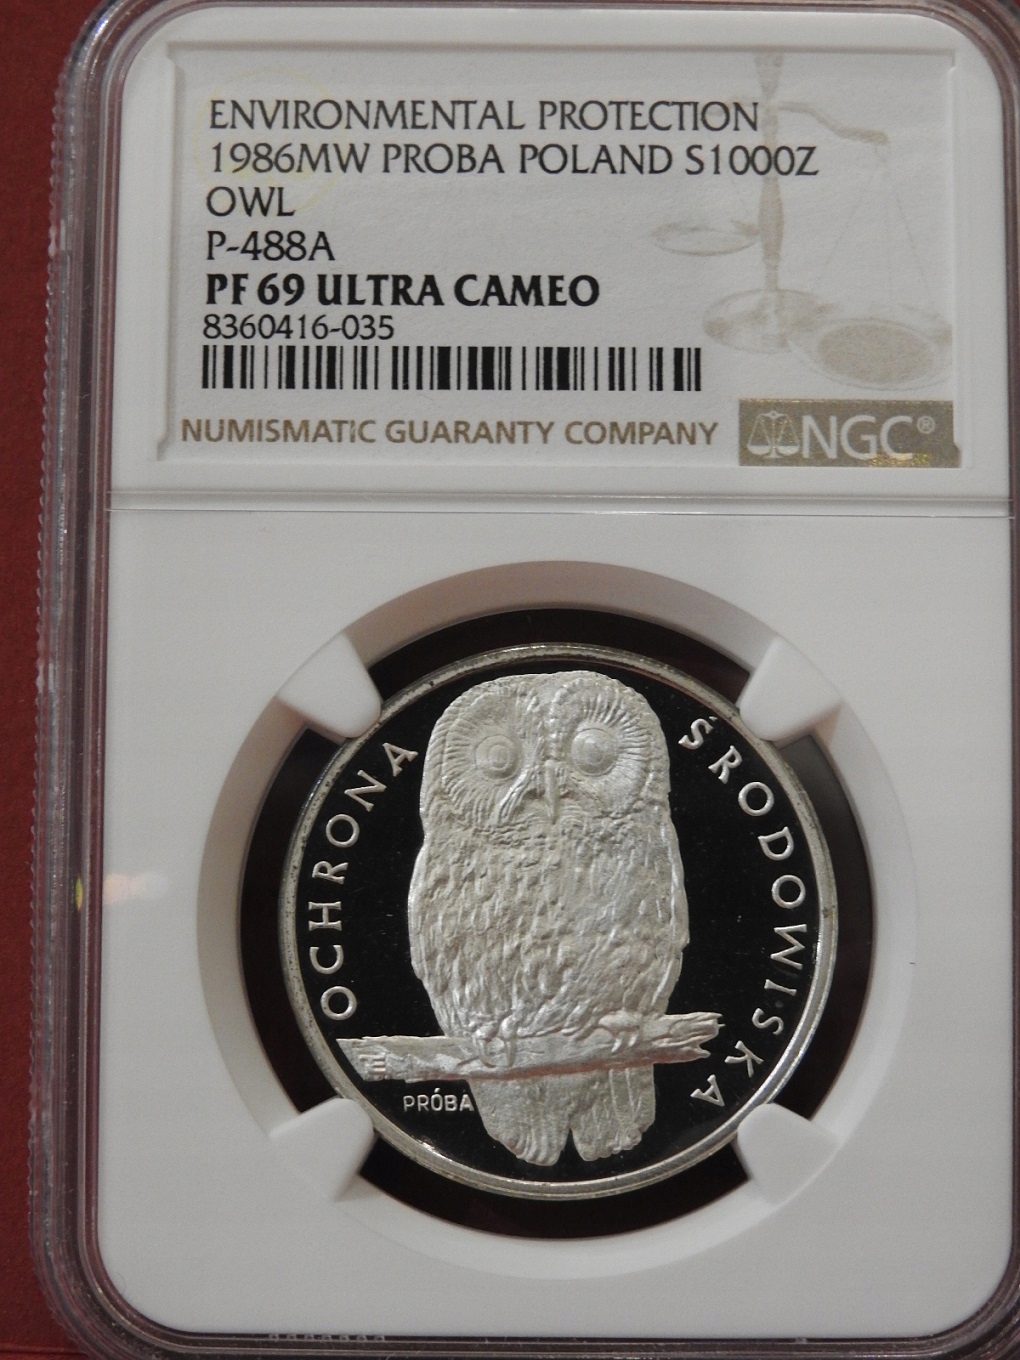 ENVIRONMENTAL PROTECTION
1986MW PROBA POLAND S1000Z
OWL
P-488A
PF 69 ULTRA CAMEO
8360416-035
NUMISMATIC GUARANTY COMPANY
NGC®
OCHRONA ŚRODOWISKA
PRÓBA